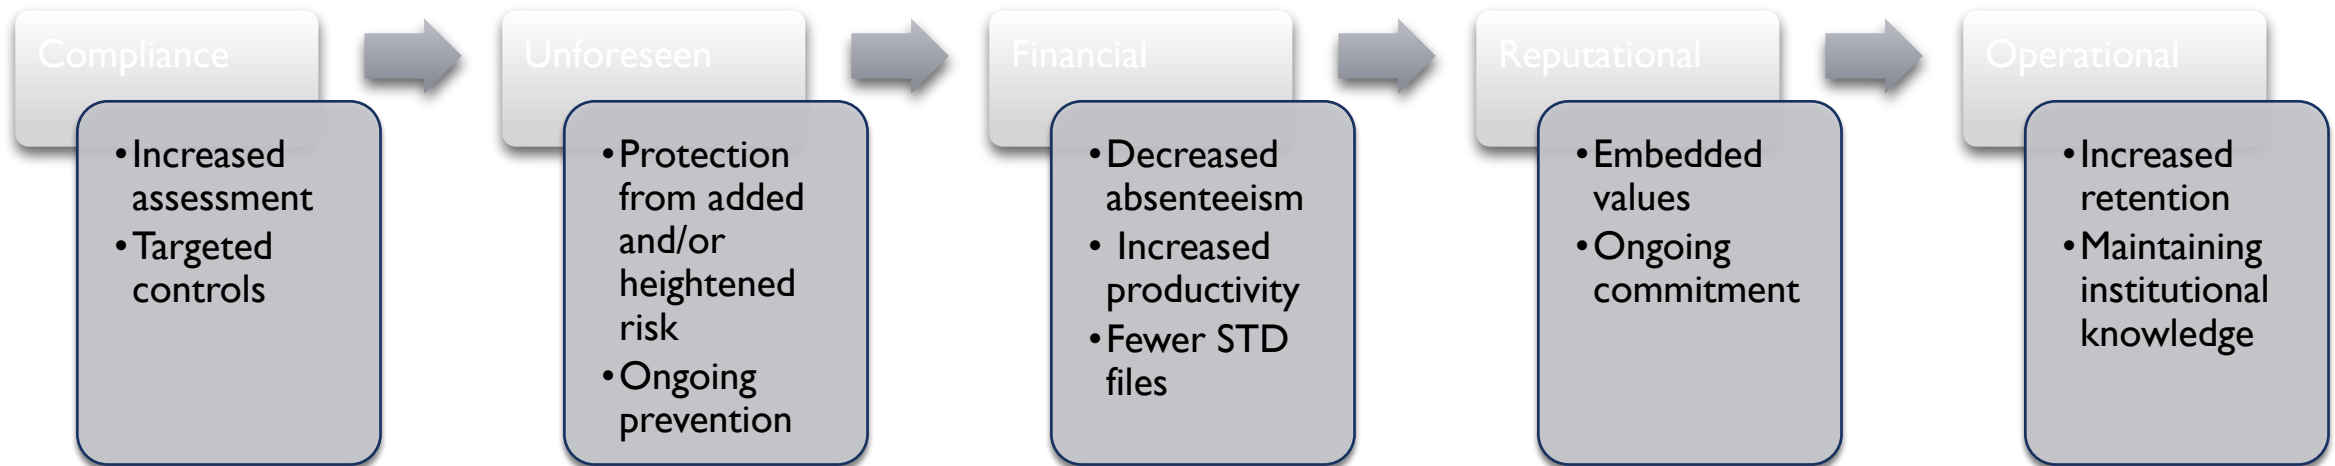 Compliance
•Increased
assessment
•Targeted
controls
Unforeseen
•Protection
from added
and/or
heightened
risk
•Ongoing
prevention
Financial
•Decreased
absenteeism
• Increased
productivity
•Fewer STD
files
Reputational
•Embedded
values
•Ongoing
commitment
Operational
•Increased
retention
•Maintaining
institutional
knowledge